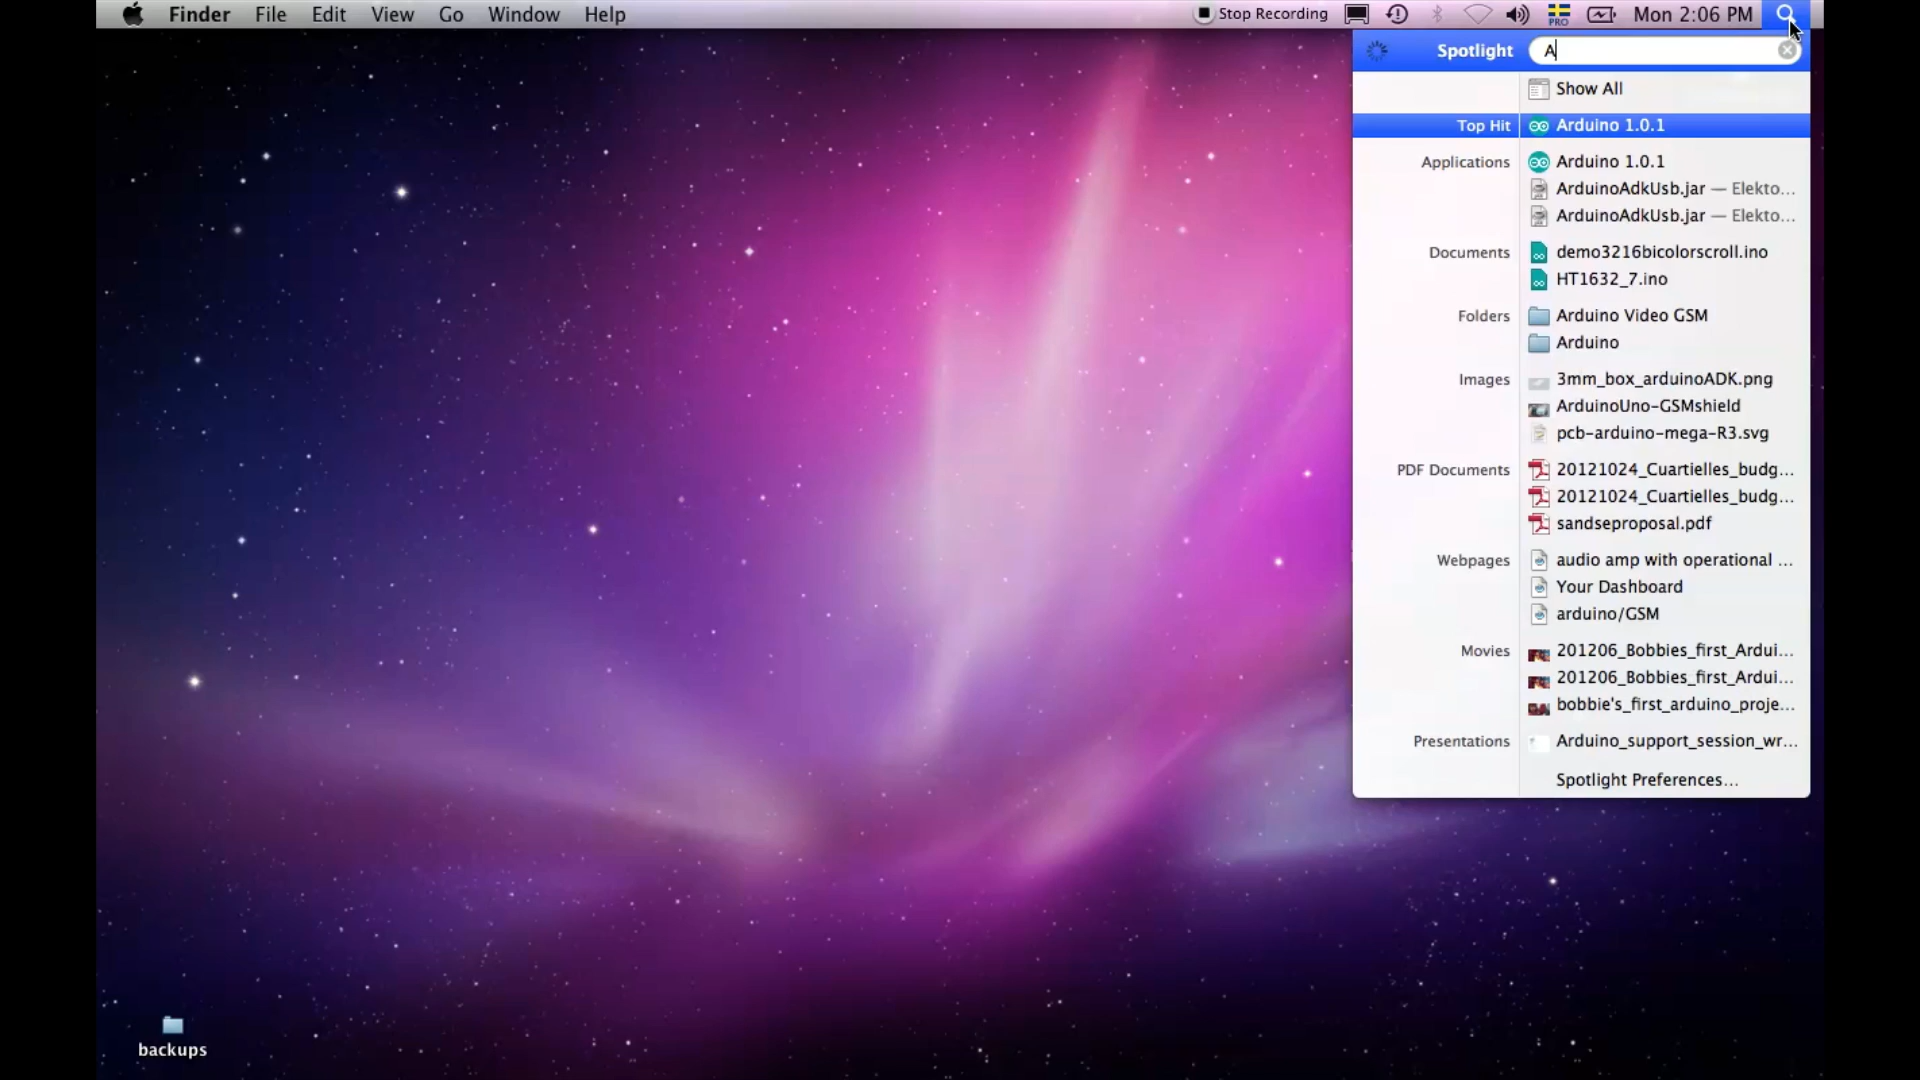 Finder File Edit View Go Window Help Stop Recording PRO Mon 2:06 PM
Spotlight A
Show All
Top Hit Arduino 1.0.1
Applications Arduino 1.0.1
ArduinoAdkUsb.jar — Elekto...
ArduinoAdkUsb.jar — Elekto...
Documents demo3216bicolorscroll.ino
HT1632_7.ino
Folders Arduino Video GSM
Arduino
Images 3mm_box_arduinoADK.png
ArduinoUno-GSMshield
pcb-arduino-mega-R3.svg
PDF Documents 20121024_Cuartielles_budg...
20121024_Cuartielles_budg...
sandseproposal.pdf
Webpages audio amp with operational ...
Your Dashboard
arduino/GSM
Movies 201206_Bobbies_first_Ardui...
201206_Bobbies_first_Ardui...
bobbie's_first_arduino_proje...
Presentations Arduino_support_session_wr...
Spotlight Preferences...
backups